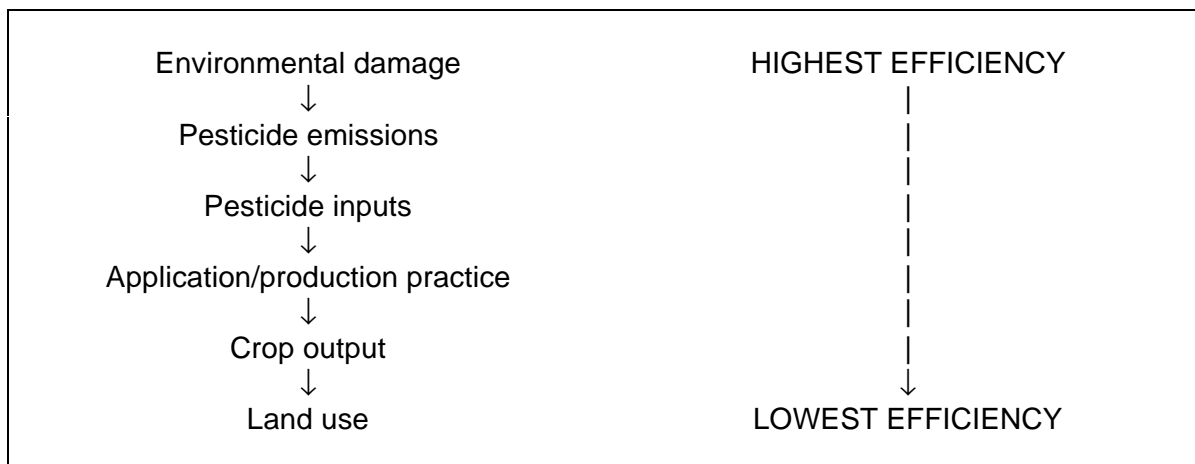 Environmental damage HIGHEST EFFICIENCY
↓
Pesticide emissions
↓
Pesticide inputs
↓
Application/production practice
↓
Crop output
↓
Land use LOWEST EFFICIENCY